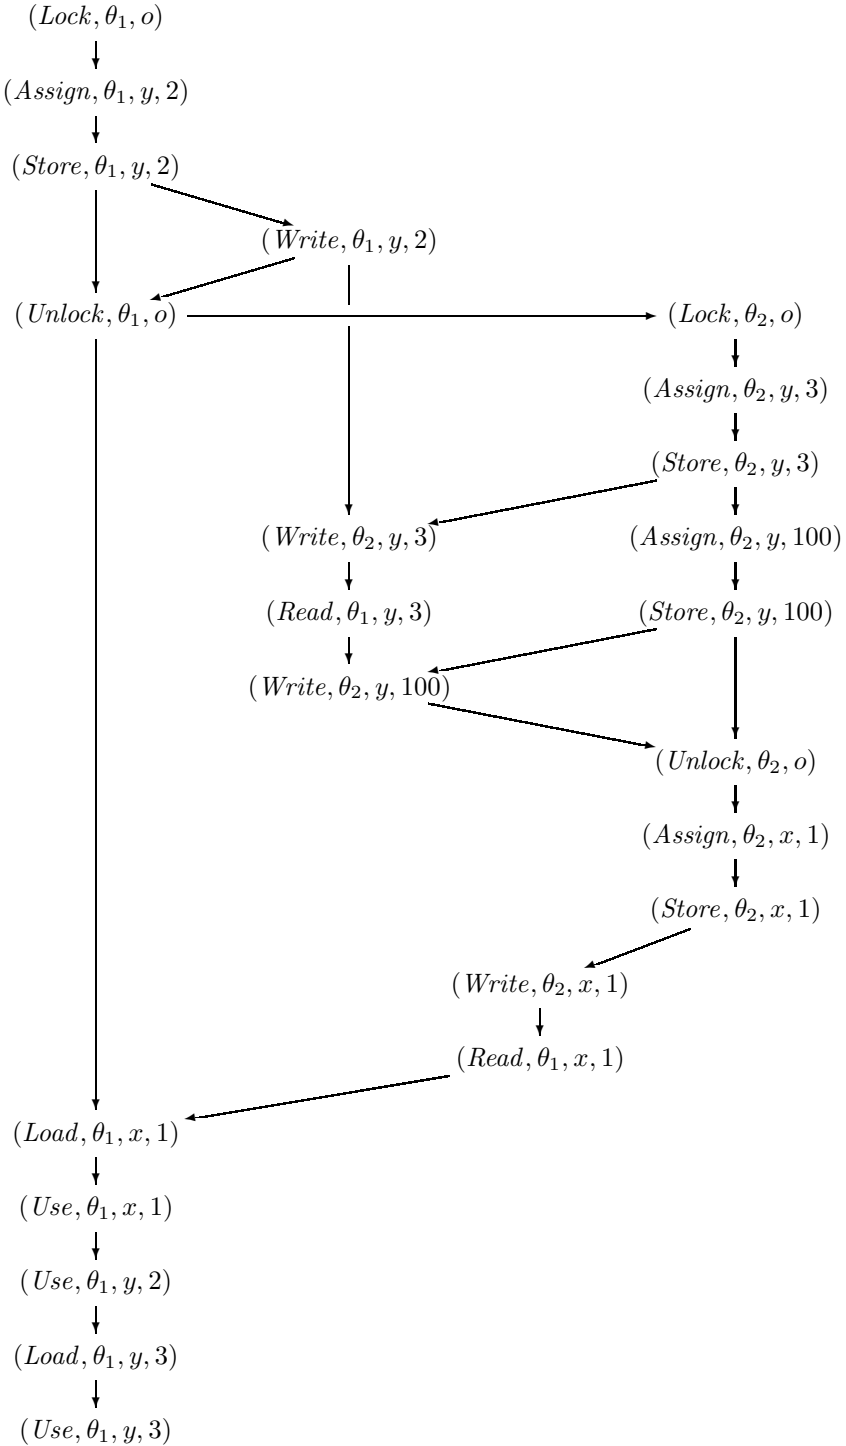 (Lock, θ₁, o)
(Assign, θ₁, y, 2)
(Store, θ₁, y, 2)
(Write, θ₁, y, 2)
(Unlock, θ₁, o) (Lock, θ₂, o)
(Assign, θ₂, y, 3)
(Store, θ₂, y, 3)
(Write, θ₂, y, 3) (Assign, θ₂, y, 100)
(Read, θ₁, y, 3) (Store, θ₂, y, 100)
(Write, θ₂, y, 100)
(Unlock, θ₂, o)
(Assign, θ₂, x, 1)
(Store, θ₂, x, 1)
(Write, θ₂, x, 1)
(Read, θ₁, x, 1)
(Load, θ₁, x, 1)
(Use, θ₁, x, 1)
(Use, θ₁, y, 2)
(Load, θ₁, y, 3)
(Use, θ₁, y, 3)